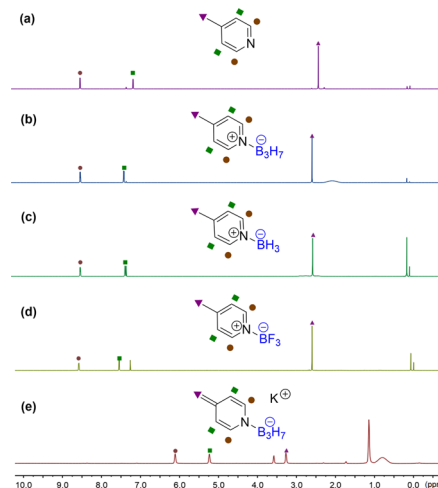 (a)
N
(b)
⊕ ⊖
N
B₃H₇
(c)
⊕ ⊖
N
BH₃
(d)
⊕ ⊖
N
BF₃
(e)
K⊕
N ⊖
B₃H₇
10.0 9.0 8.0 7.0 6.0 5.0 4.0 3.0 2.0 1.0 0.0 (ppm